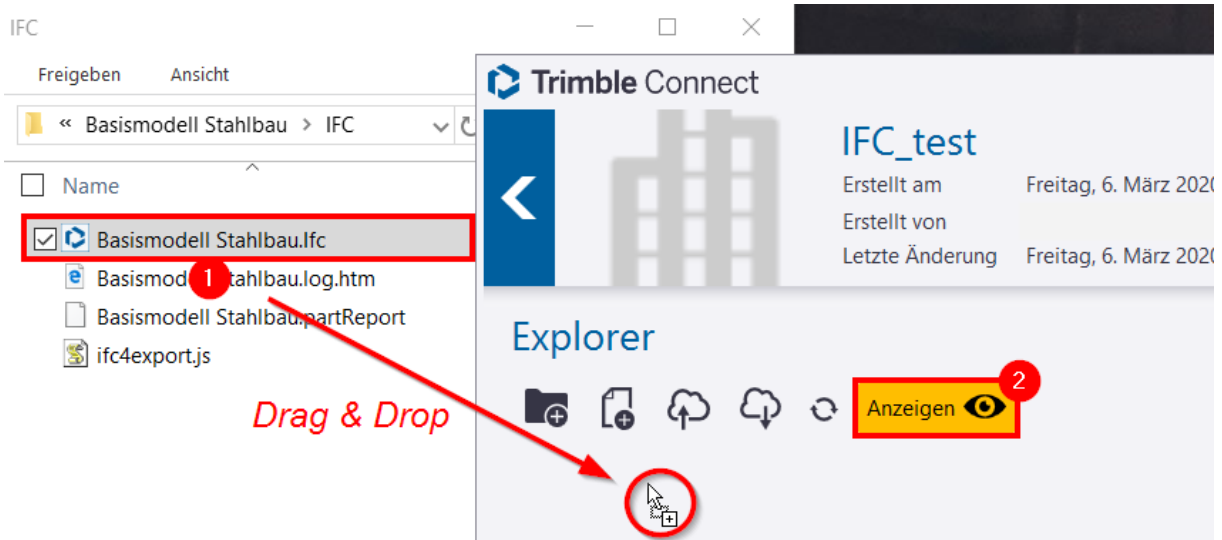 IFC
Freigeben Ansicht
« Basismodell Stahlbau > IFC
Name
Basismodell Stahlbau.Ifc
Basismod 1 tahlbau.log.htm
Basismodell Stahlbau.partReport
ifc4export.js
Drag & Drop
Trimble Connect
IFC_test
Erstellt am Freitag, 6. März 2020
Erstellt von
Letzte Änderung Freitag, 6. März 2020
Explorer
Anzeigen 2